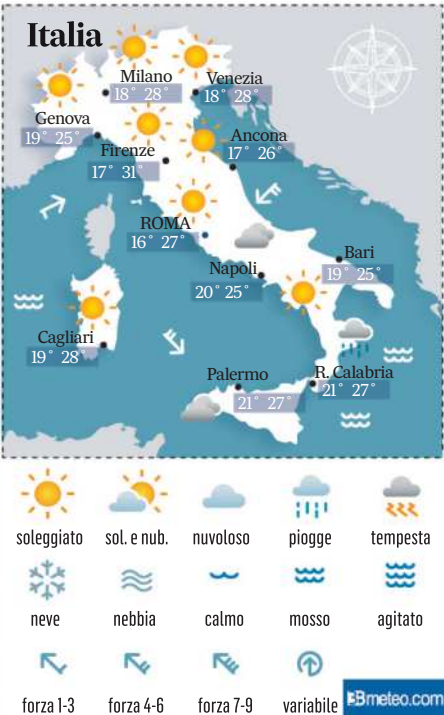 Italia
Milano
18° 28°
Venezia
18° 28°
Genova
19° 25°
Firenze
17° 31°
Ancona
17° 26°
ROMA
16° 27°
Bari
19° 25°
Napoli
20° 25°
Cagliari
19° 28°
Palermo
21° 27°
R. Calabria
21° 27°
soleggiato sol. e nub. nuvoloso piogge tempesta
neve nebbia calmo mosso agitato
forza 1-3 forza 4-6 forza 7-9 variabile
3Bmeteo.com